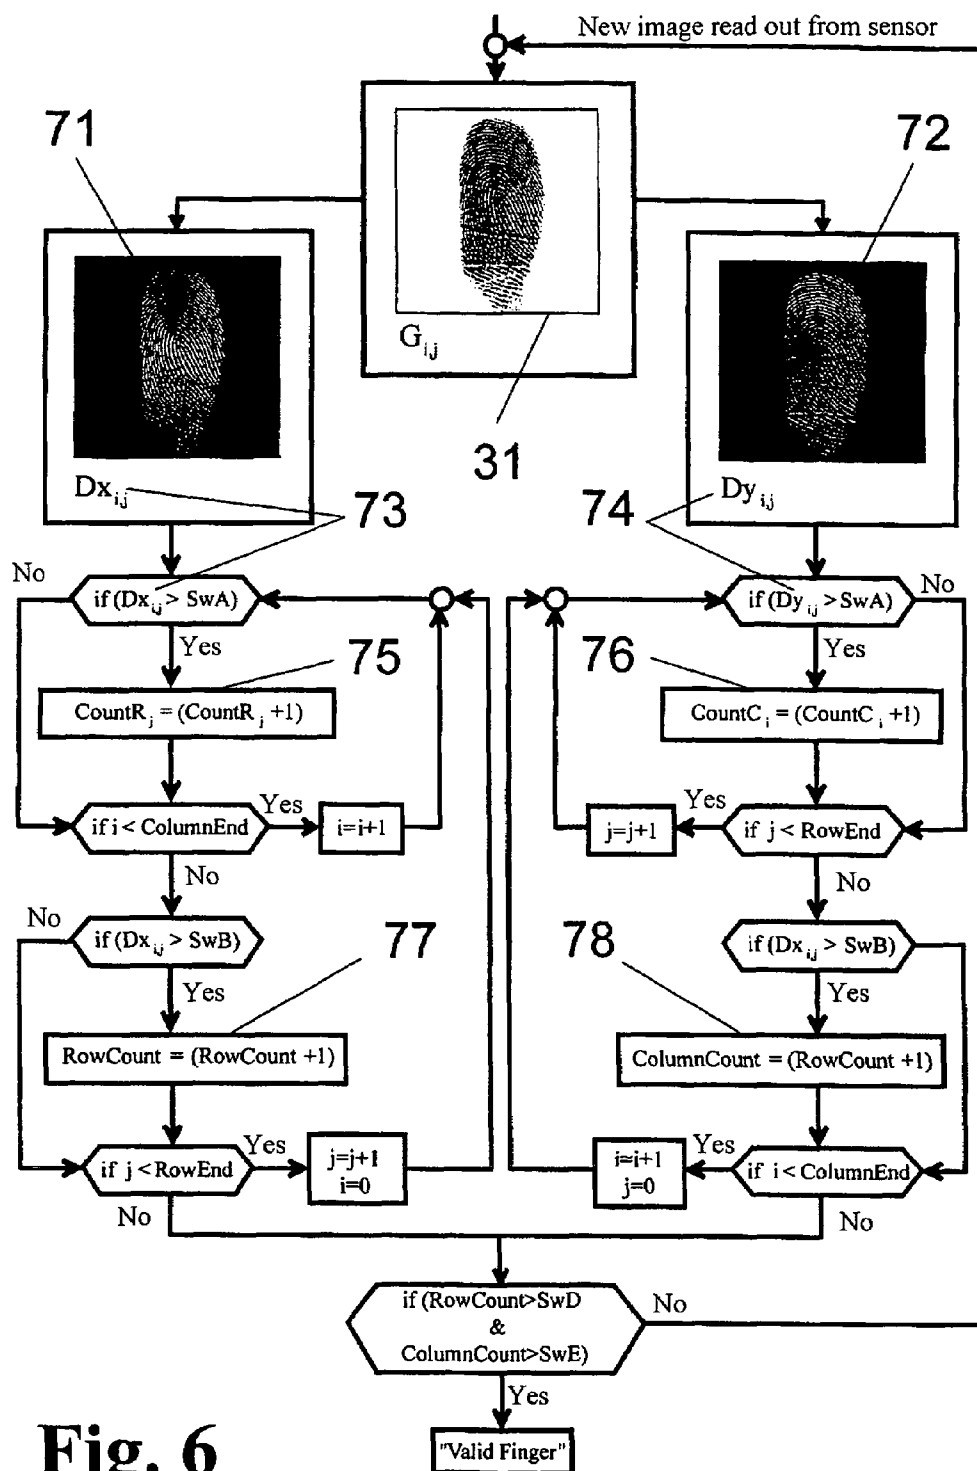 New image read out from sensor
71
72
G i,j
31
Dx i,j
73
74
Dy i,j
No
if (Dx i,j > SwA)
if (Dy i,j > SwA)
No
Yes
75
76
Yes
CountR j = (CountR j +1)
CountC i = (CountC i +1)
if i < ColumnEnd
Yes
i=i+1
j=j+1
Yes
if j < RowEnd
No
No
No
if (Dx i,j > SwB)
77
78
if (Dx i,j > SwB)
Yes
Yes
RowCount = (RowCount +1)
ColumnCount = (RowCount +1)
if j < RowEnd
Yes
j=j+1
i=0
i=i+1
j=0
Yes
if i < ColumnEnd
No
No
if (RowCount>SwD
&
ColumnCount>SwE)
No
Yes
"Valid Finger"
Fig. 6